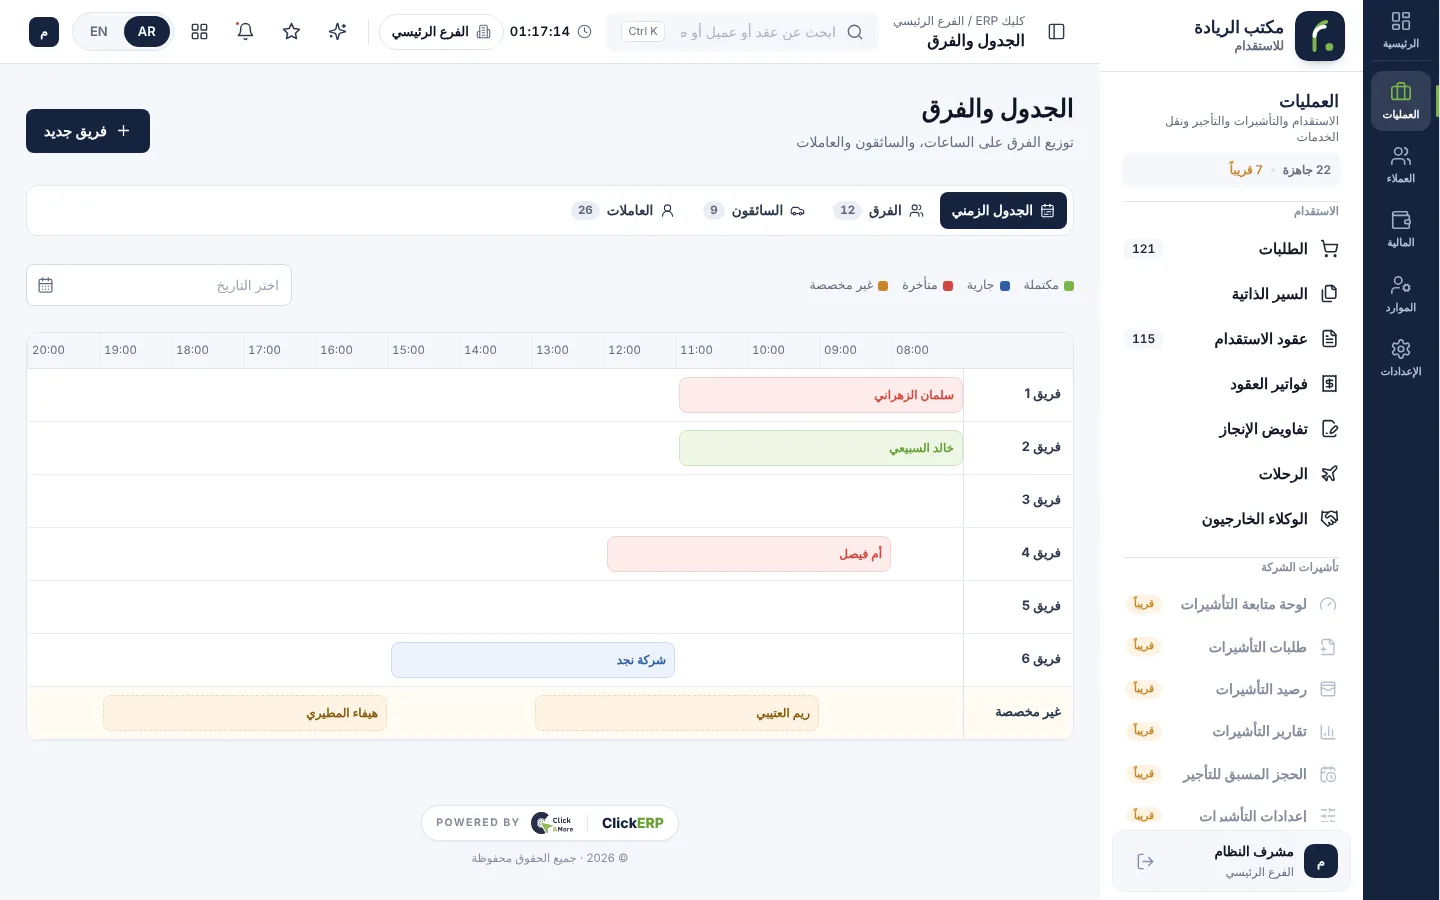 الرئيسية
العمليات
العملاء
المالية
الموارد
الإعدادات
مكتب الريادة
للاستقدام
العمليات
الاستقدام والتأشيرات والتأجير ونقل
الخدمات
22 جاهزة · 7 قريباً
الاستقدام
الطلبات 121
السير الذاتية
عقود الاستقدام 115
فواتير العقود
تفاويض الإنجاز
الرحلات
الوكلاء الخارجيون
تأشيرات الشركة
لوحة متابعة التأشيرات قريباً
طلبات التأشيرات قريباً
رصيد التأشيرات قريباً
تقارير التأشيرات قريباً
الحجز المسبق للتأجير قريباً
اعدادات التأشيرات قريباً
م
مشرف النظام
الفرع الرئيسي
كليك ERP / الفرع الرئيسي
الجدول والفرق
ابحث عن عقد أو عميل أو Ctrl K
01:17:14
الفرع الرئيسي
AR EN
م
الجدول والفرق
توزيع الفرق على الساعات، والسائقون والعاملات
+ فريق جديد
الجدول الزمني
الفرق 12
السائقون 9
العاملات 26
مكتملة
جارية
متأخرة
غير مخصصة
اختر التاريخ
08:00 09:00 10:00 11:00 12:00 13:00 14:00 15:00 16:00 17:00 18:00 19:00 20:00
فريق 1 سلمان الزهراني
فريق 2 خالد السبيعي
فريق 3
فريق 4 أم فيصل
فريق 5
فريق 6 شركة نجد
غير مخصصة ريم العتيبي هيفاء المطيري
POWERED BY Click &More ClickERP
© 2026 · جميع الحقوق محفوظة